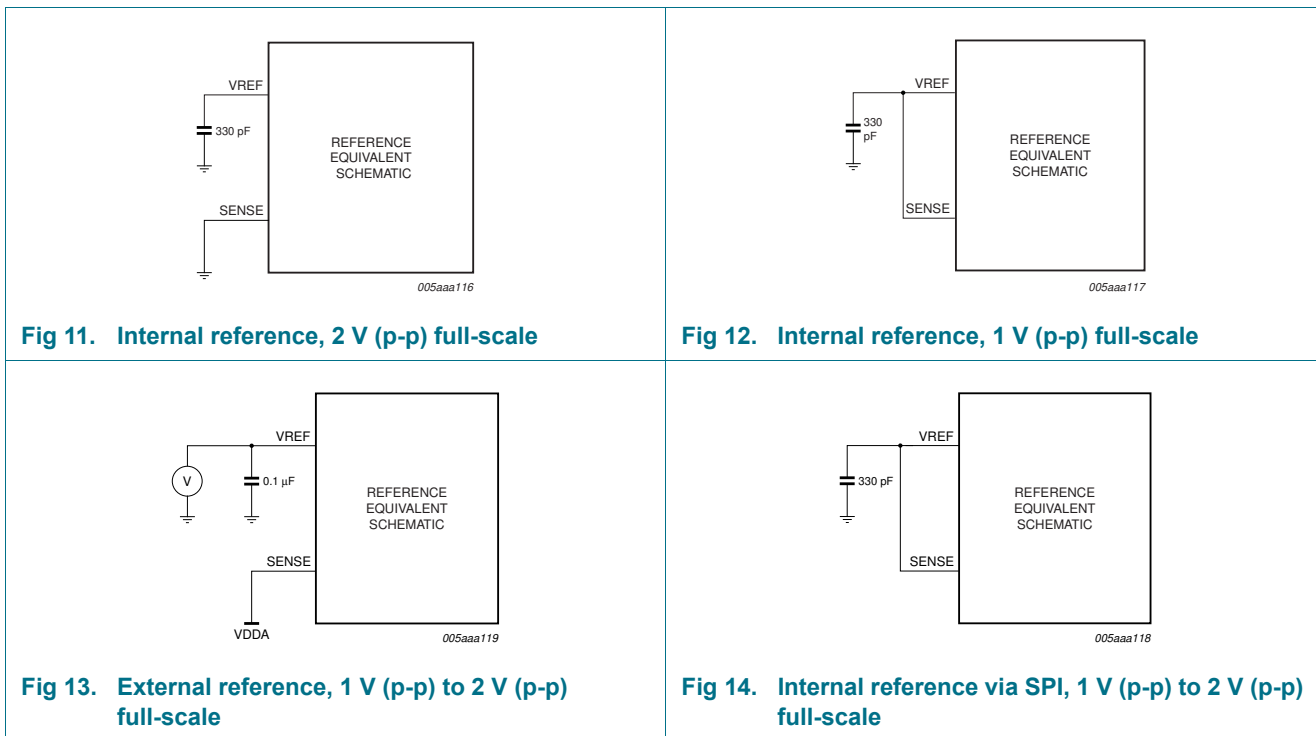 VREF
330 pF
REFERENCE
EQUIVALENT
SCHEMATIC
SENSE
005aaa116
Fig 11. Internal reference, 2 V (p-p) full-scale
VREF
330
pF
REFERENCE
EQUIVALENT
SCHEMATIC
SENSE
005aaa117
Fig 12. Internal reference, 1 V (p-p) full-scale
VREF
V
0.1 μF
REFERENCE
EQUIVALENT
SCHEMATIC
SENSE
VDDA
005aaa119
Fig 13. External reference, 1 V (p-p) to 2 V (p-p)
full-scale
VREF
330 pF
REFERENCE
EQUIVALENT
SCHEMATIC
SENSE
005aaa118
Fig 14. Internal reference via SPI, 1 V (p-p) to 2 V (p-p)
full-scale